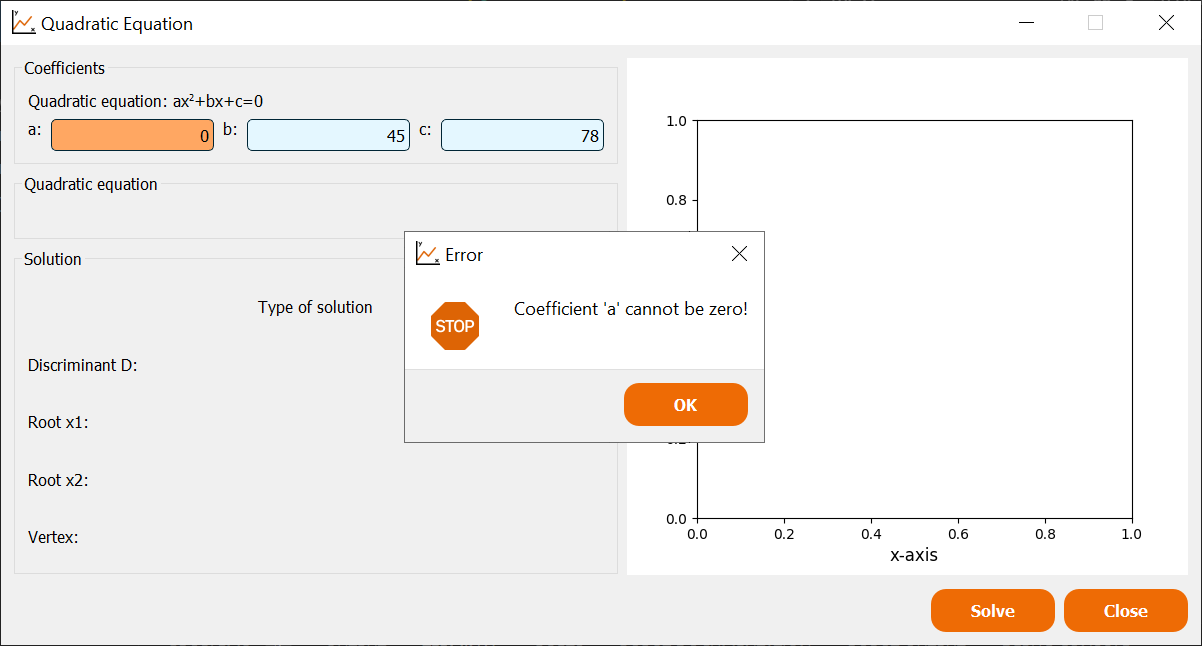 Quadratic Equation
Coefficients
Quadratic equation: ax²+bx+c=0
a: 0 b: 45 c: 78
Quadratic equation
Solution
Type of solution
Discriminant D:
Root x1:
Root x2:
Vertex:
y
x
Error
STOP
Coefficient 'a' cannot be zero!
OK
1.0
0.8
0.0
0.0 0.2 0.4 0.6 0.8 1.0
x-axis
Solve Close